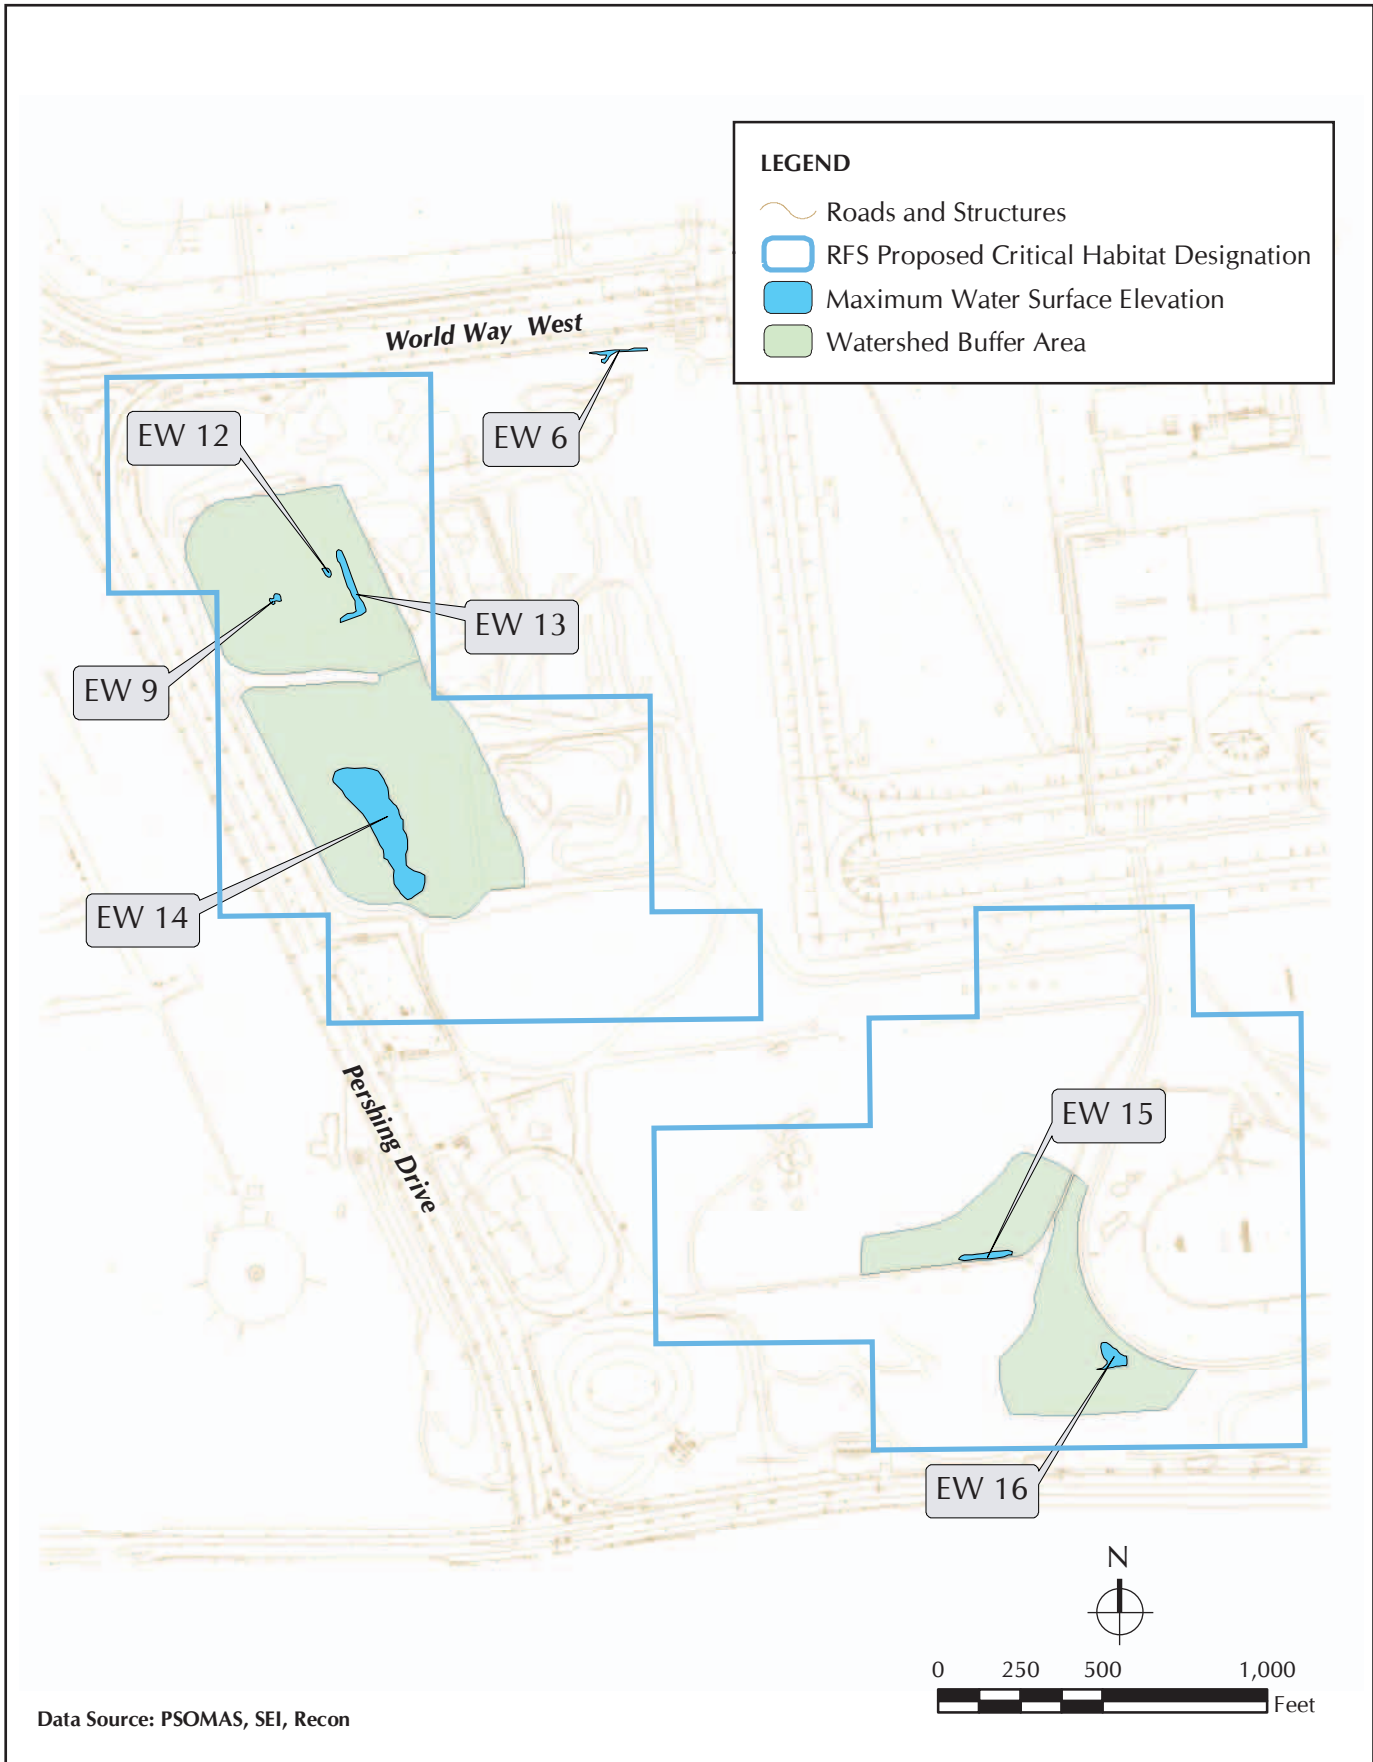 LEGEND
Roads and Structures
RFS Proposed Critical Habitat Designation
Maximum Water Surface Elevation
Watershed Buffer Area
World Way West
EW 12
EW 6
EW 13
EW 9
EW 14
Pershing Drive
EW 15
EW 16
N
0 250 500 1,000
Feet
Data Source: PSOMAS, SEI, Recon